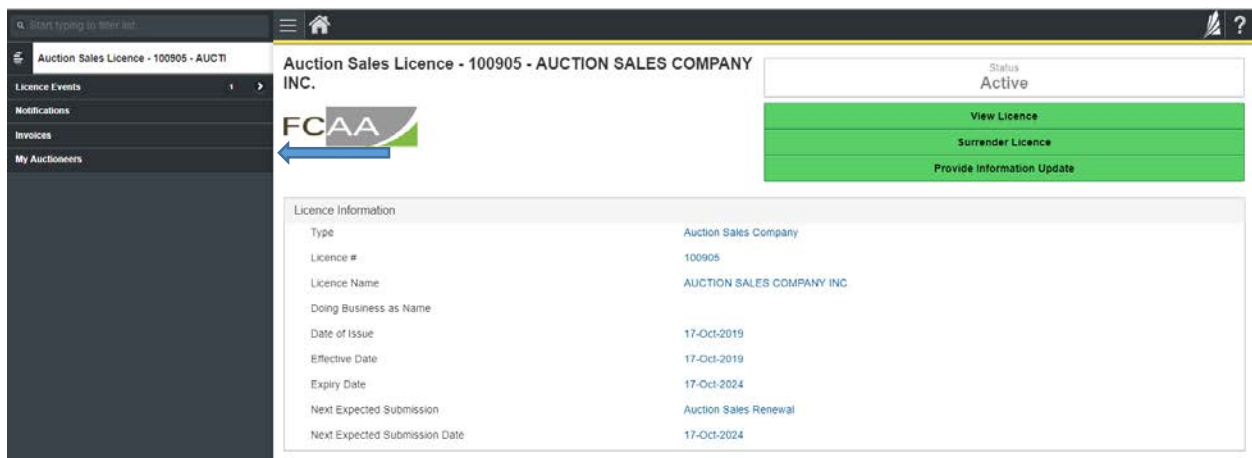 Start typing to filter list
Auction Sales Licence - 100905 - AUCTI
Licence Events 1
Notifications
Invoices
My Auctioneers
?
Auction Sales Licence - 100905 - AUCTION SALES COMPANY
INC.
FCAA
Status
Active
View Licence
Surrender Licence
Provide Information Update
Licence Information
Type Auction Sales Company
Licence # 100905
Licence Name AUCTION SALES COMPANY INC.
Doing Business as Name
Date of Issue 17-Oct-2019
Effective Date 17-Oct-2019
Expiry Date 17-Oct-2024
Next Expected Submission Auction Sales Renewal
Next Expected Submission Date 17-Oct-2024